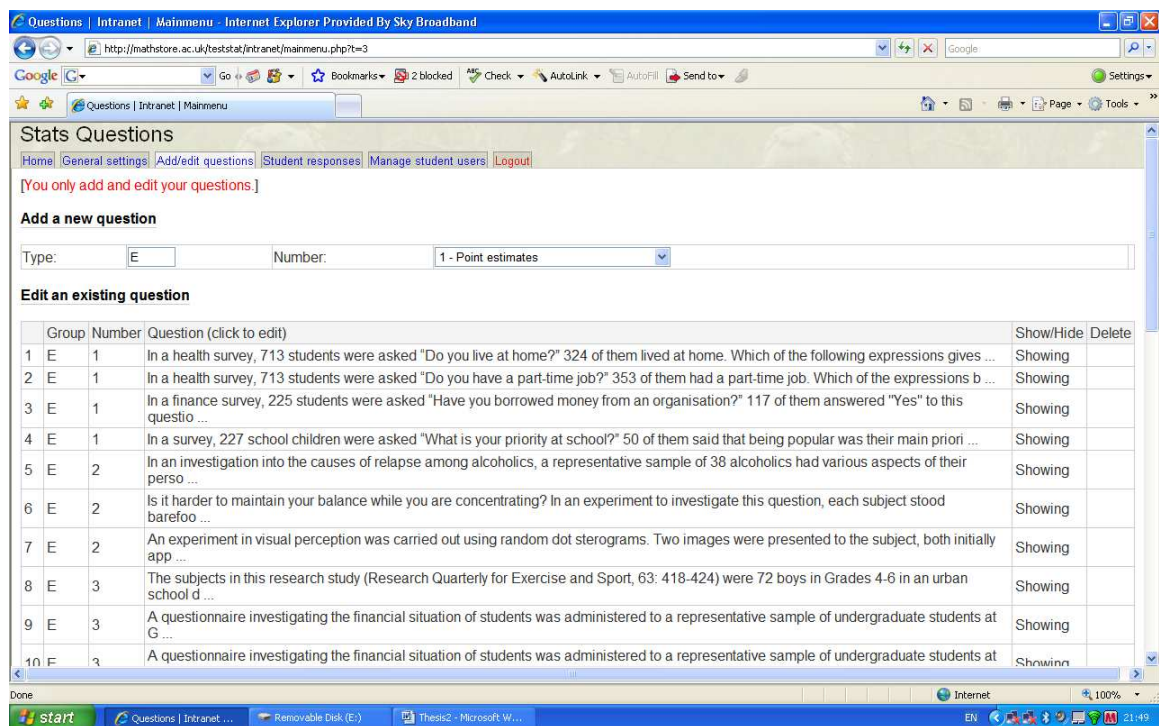 Questions | Intranet | Mainmenu - Internet Explorer Provided By Sky Broadband
http://mathstore.ac.uk/teststat/intranet/mainmenu.php?t=3
Google
Google G Go Bookmarks 2 blocked ABC Check AutoLink AutoFill Send to Settings
Questions | Intranet | Mainmenu Page Tools »
Stats Questions
Home General settings Add/edit questions Student responses Manage student users Logout
[You only add and edit your questions.]
Add a new question
Type: E Number: 1 - Point estimates
Edit an existing question
Group Number Question (click to edit) Show/Hide Delete
1 E 1 In a health survey, 713 students were asked “Do you live at home?” 324 of them lived at home. Which of the following expressions gives ... Showing
2 E 1 In a health survey, 713 students were asked “Do you have a part-time job?” 353 of them had a part-time job. Which of the expressions b ... Showing
3 E 1 In a finance survey, 225 students were asked “Have you borrowed money from an organisation?” 117 of them answered "Yes" to this
questio ... Showing
4 E 1 In a survey, 227 school children were asked “What is your priority at school?” 50 of them said that being popular was their main priori ... Showing
5 E 2 In an investigation into the causes of relapse among alcoholics, a representative sample of 38 alcoholics had various aspects of their
perso ... Showing
6 E 2 Is it harder to maintain your balance while you are concentrating? In an experiment to investigate this question, each subject stood
barefoo ... Showing
7 E 2 An experiment in visual perception was carried out using random dot sterograms. Two images were presented to the subject, both initially
app ... Showing
8 E 3 The subjects in this research study (Research Quarterly for Exercise and Sport, 63: 418-424) were 72 boys in Grades 4-6 in an urban
school d ... Showing
9 E 3 A questionnaire investigating the financial situation of students was administered to a representative sample of undergraduate students at
G ... Showing
10 E 3 A questionnaire investigating the financial situation of students was administered to a representative sample of undergraduate students at Showing
Done Internet 100%
start Questions | Intranet ... Removable Disk (E:) Thesis2 - Microsoft W... EN 21:49